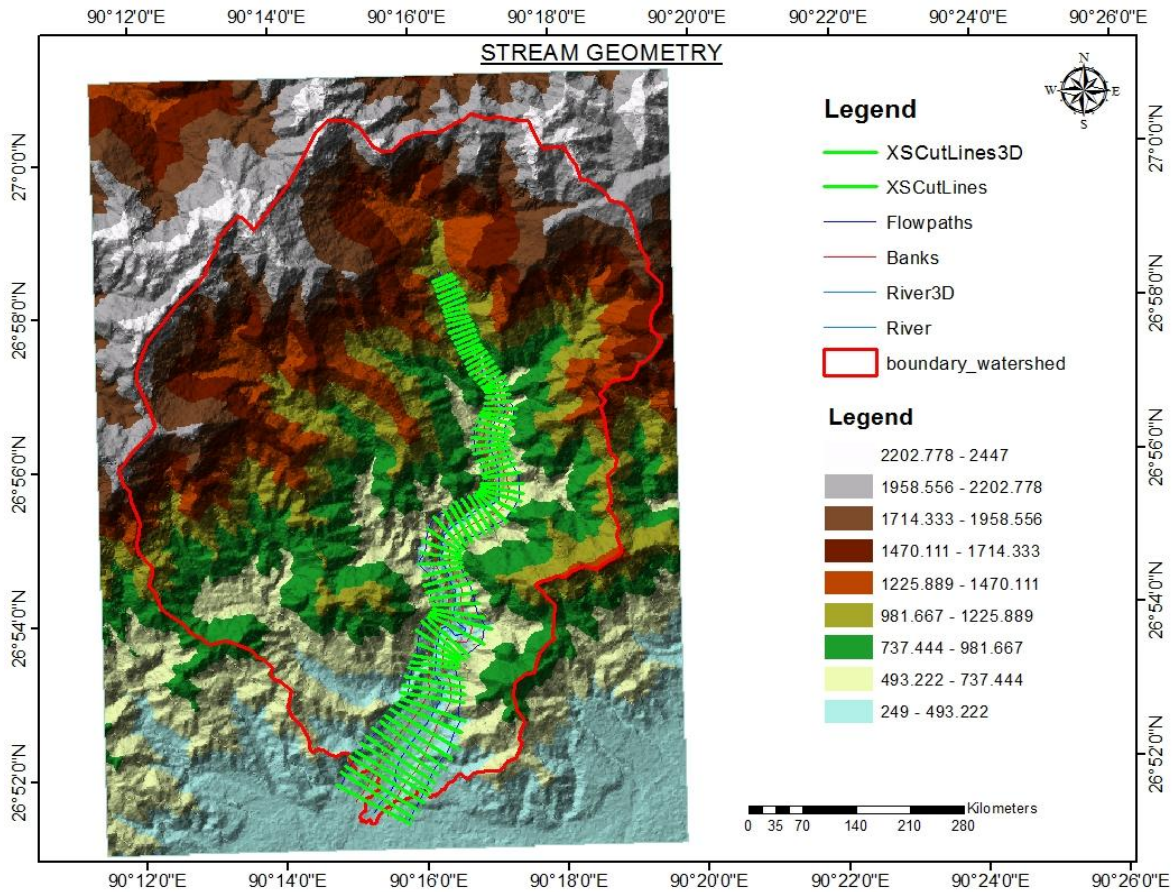 90°12'0"E 90°14'0"E 90°16'0"E 90°18'0"E 90°20'0"E 90°22'0"E 90°24'0"E 90°26'0"E
STREAM GEOMETRY
N
W E
S
Legend
XSCutLines3D
XSCutLines
Flowpaths
Banks
River3D
River
boundary_watershed
Legend
2202.778 - 2447
1958.556 - 2202.778
1714.333 - 1958.556
1470.111 - 1714.333
1225.889 - 1470.111
981.667 - 1225.889
737.444 - 981.667
493.222 - 737.444
249 - 493.222
Kilometers
0 35 70 140 210 280
27°0'0"N
26°58'0"N
26°56'0"N
26°54'0"N
26°52'0"N
27°0'0"N
26°58'0"N
26°56'0"N
26°54'0"N
26°52'0"N
90°12'0"E 90°14'0"E 90°16'0"E 90°18'0"E 90°20'0"E 90°22'0"E 90°24'0"E 90°26'0"E